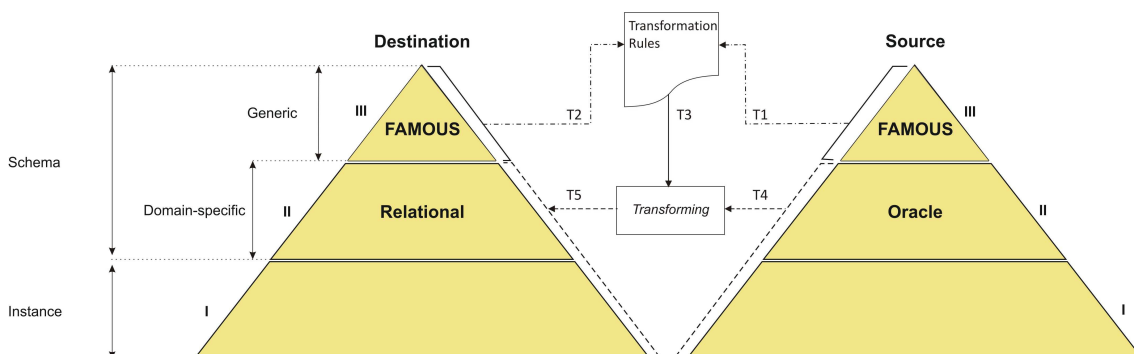 Destination
Transformation
Rules
Source
III
Generic
T2
T3
T1
III
FAMOUS
FAMOUS
Schema
T5
T4
Domain-specific
II
Relational
Transforming
Oracle
II
Instance
I
I